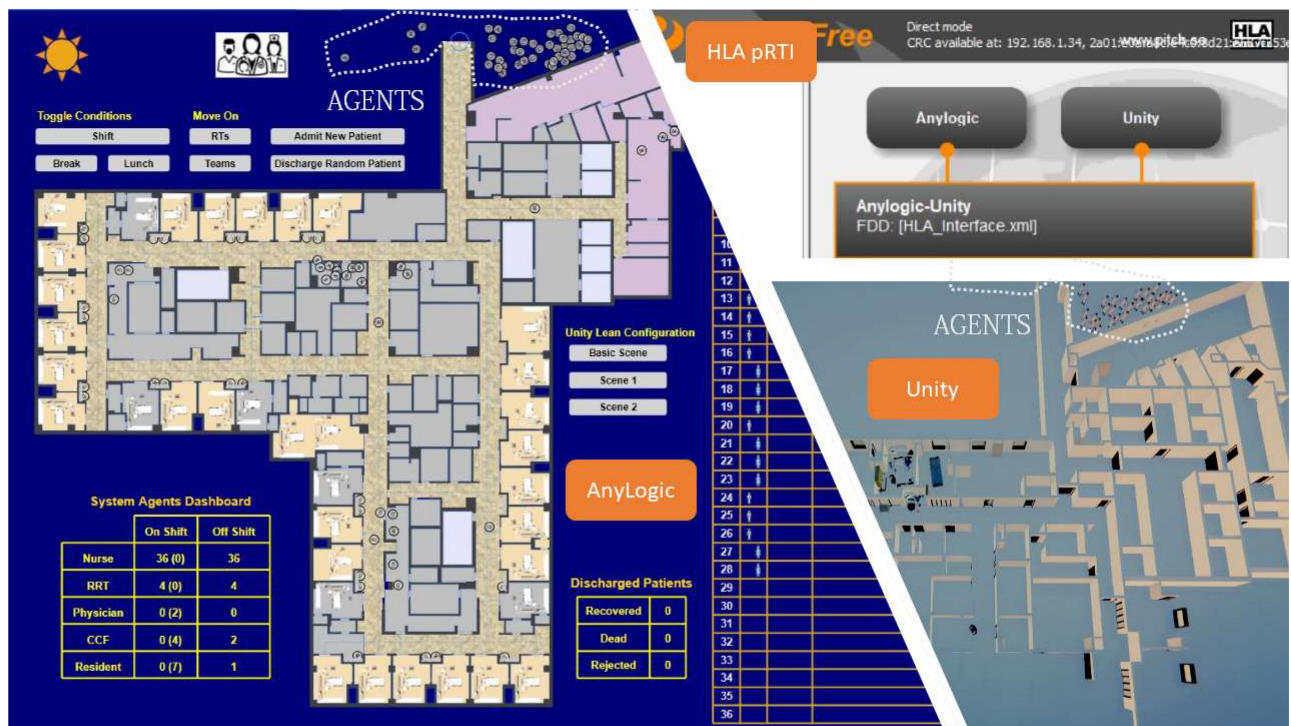 AGENTS
Toggle Conditions
Move On
Shift
RTs
Admit New Patient
Break
Lunch
Teams
Discharge Random Patient
Unity Lean Configuration
Basic Scene
Scene 1
Scene 2
AnyLogic
System Agents Dashboard
On Shift Off Shift
Nurse 36 (0) 36
RRT 4 (0) 4
Physician 0 (2) 0
CCF 0 (4) 2
Resident 0 (7) 1
Discharged Patients
Recovered 0
Dead 0
Rejected 0
10
11
12
13
14
15
16
17
18
19
20
21
22
23
24
25
26
27
28
29
30
31
32
33
34
35
36
HLA pRTI
Free
Direct mode
CRC available at: 192.168.1.34,
www.pitch.se
HLA
Anylogic
Unity
Anylogic-Unity
FDD: [HLA_Interface.xml]
AGENTS
Unity